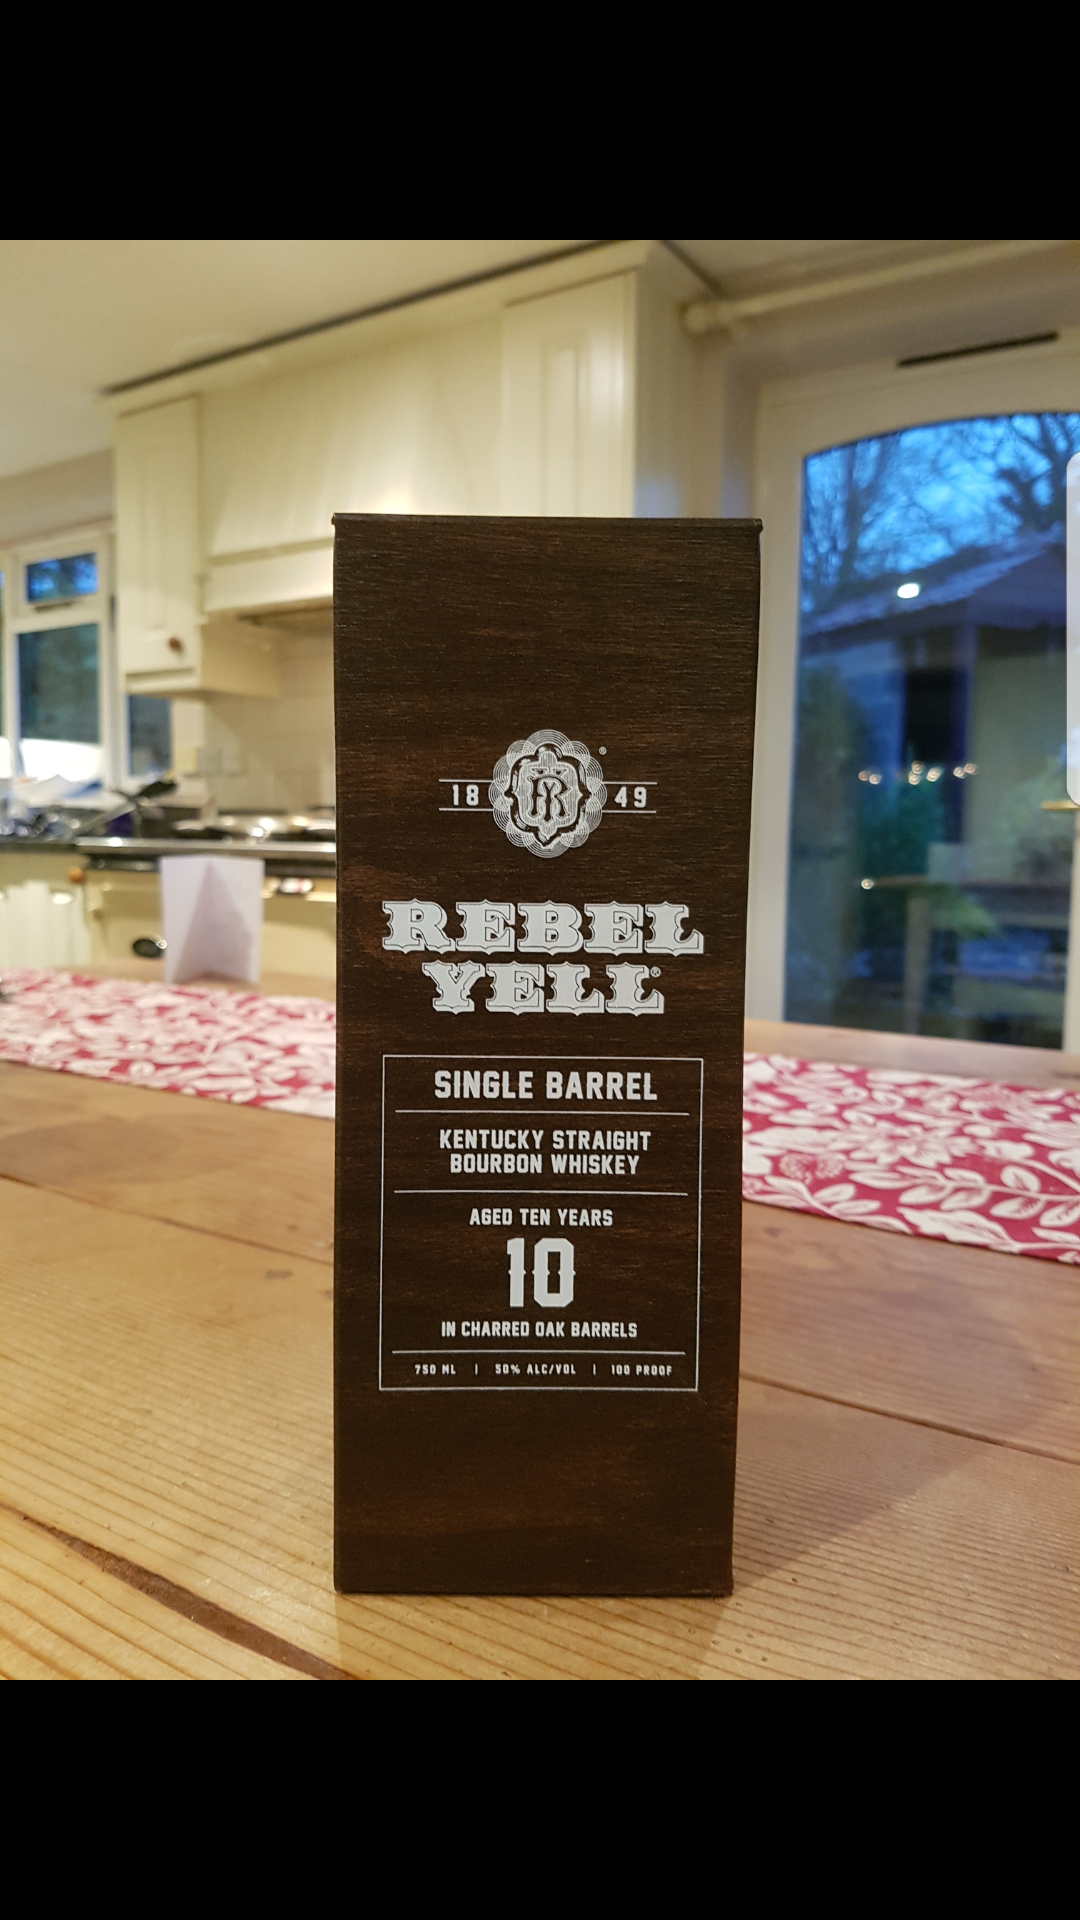 18 RY 49
REBEL
YELL®
SINGLE BARREL
KENTUCKY STRAIGHT
BOURBON WHISKEY
AGED TEN YEARS
10
IN CHARRED OAK BARRELS
750 ML | 50% ALC/VOL | 100 PROOF